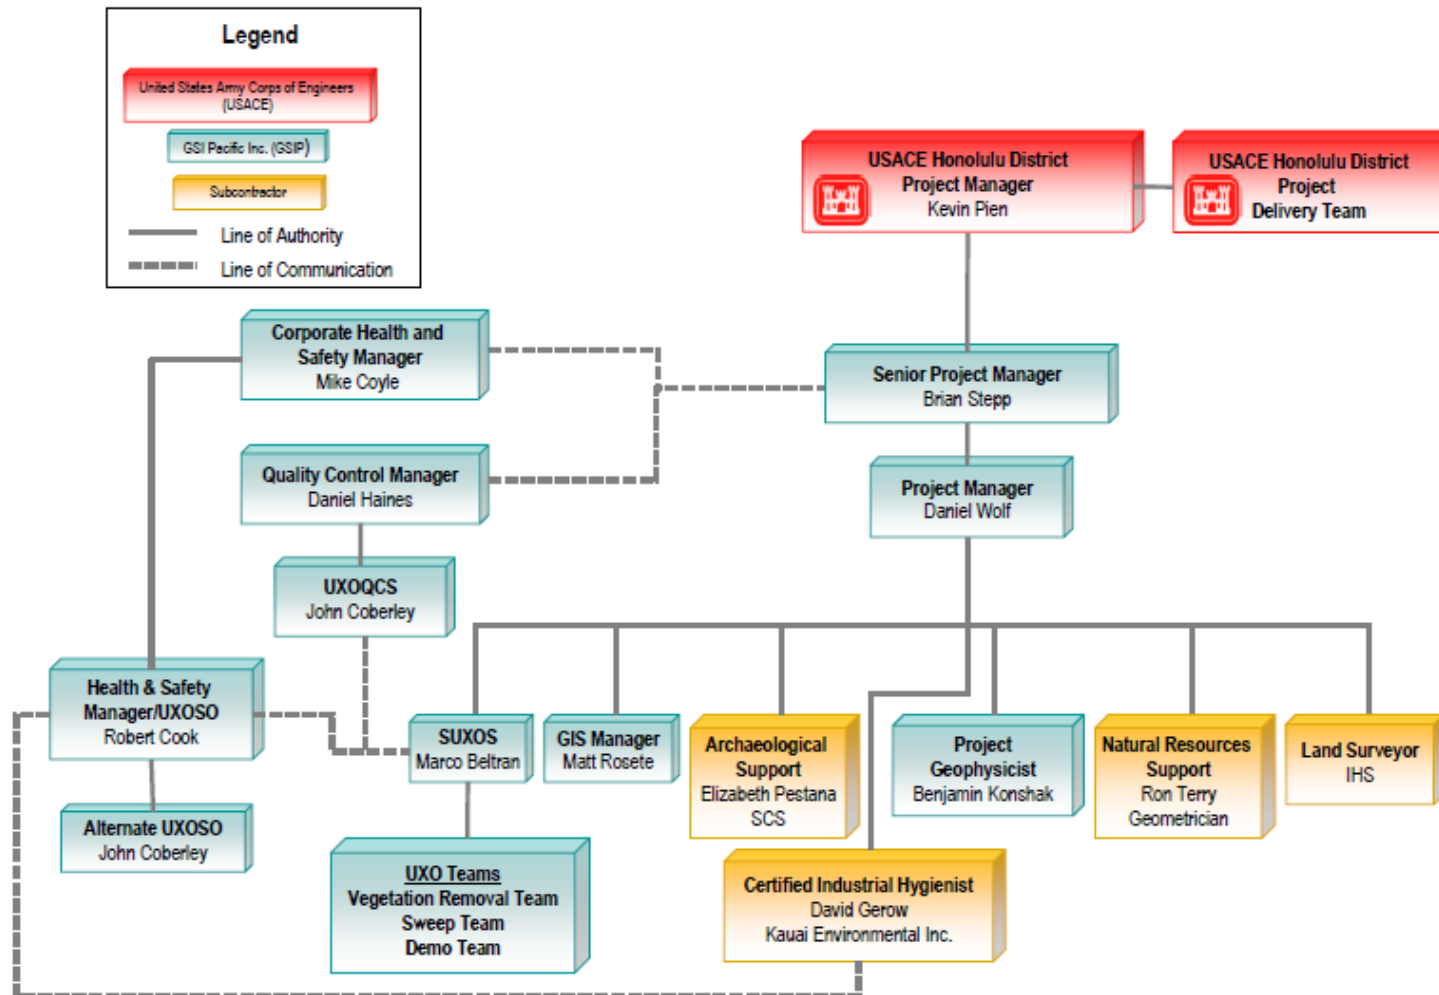 Legend
United States Army Corps of Engineers
(USACE)
GSI Pacific Inc. (GSIP)
Subcontractor
Line of Authority
Line of Communication
USACE Honolulu District
Project Manager
Kevin Pien
USACE Honolulu District
Project
Delivery Team
Corporate Health and
Safety Manager
Mike Coyle
Senior Project Manager
Brian Stepp
Quality Control Manager
Daniel Haines
Project Manager
Daniel Wolf
UXOQCS
John Coberley
Health & Safety
Manager/UXOSO
Robert Cook
SUXOS
Marco Beltran
GIS Manager
Matt Rosete
Archaeological
Support
Elizabeth Pestana
SCS
Project
Geophysicist
Benjamin Konshak
Natural Resources
Support
Ron Terry
Geometrician
Land Surveyor
IHS
Alternate UXOSO
John Coberley
UXO Teams
Vegetation Removal Team
Sweep Team
Demo Team
Certified Industrial Hygienist
David Gerow
Kauai Environmental Inc.